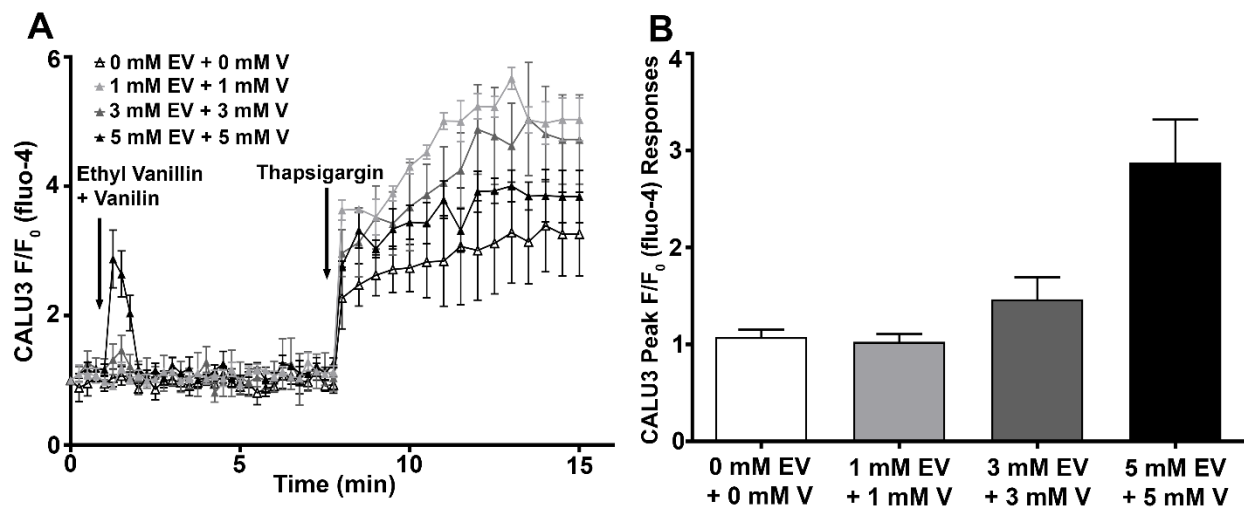 A
0 mM EV + 0 mM V
1 mM EV + 1 mM V
3 mM EV + 3 mM V
5 mM EV + 5 mM V
Ethyl Vanillin
+ Vanilin
Thapsigargin
CALU3 F/F0 (fluo-4)
6
4
2
0
0
5
10
15
Time (min)
B
CALU3 Peak F/F0 (fluo-4) Responses
4
3
2
1
0
0 mM EV
+ 0 mM V
1 mM EV
+ 1 mM V
3 mM EV
+ 3 mM V
5 mM EV
+ 5 mM V